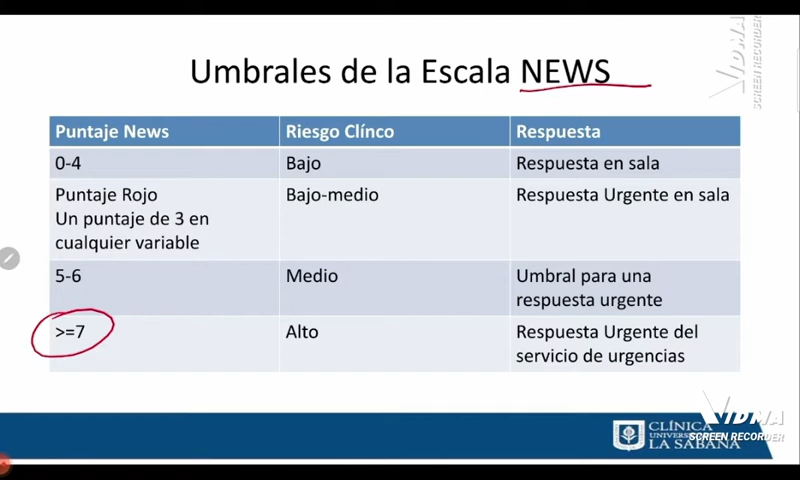 Umbrales de la Escala NEWS
Puntaje News Riesgo Clínco Respuesta
0-4 Bajo Respuesta en sala
Puntaje Rojo Bajo-medio Respuesta Urgente en sala
Un puntaje de 3 en
cualquier variable
5-6 Medio Umbral para una
respuesta urgente
>=7 Alto Respuesta Urgente del
servicio de urgencias
VIDMA
SCREEN RECORDER
CLÍNICA
UNIVERSIDAD
LA SABANA
VIDMA
SCREEN RECORDER